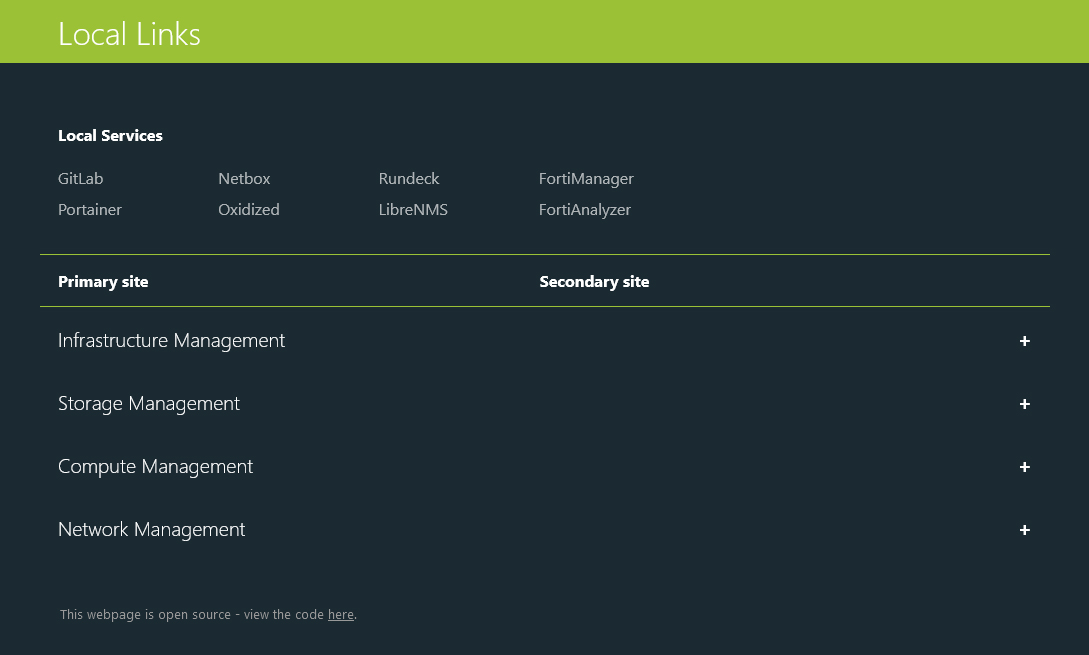 Local Links
Local Services
GitLab Netbox Rundeck FortiManager
Portainer Oxidized LibreNMS FortiAnalyzer
Primary site Secondary site
Infrastructure Management +
Storage Management +
Compute Management +
Network Management +
This webpage is open source - view the code here.